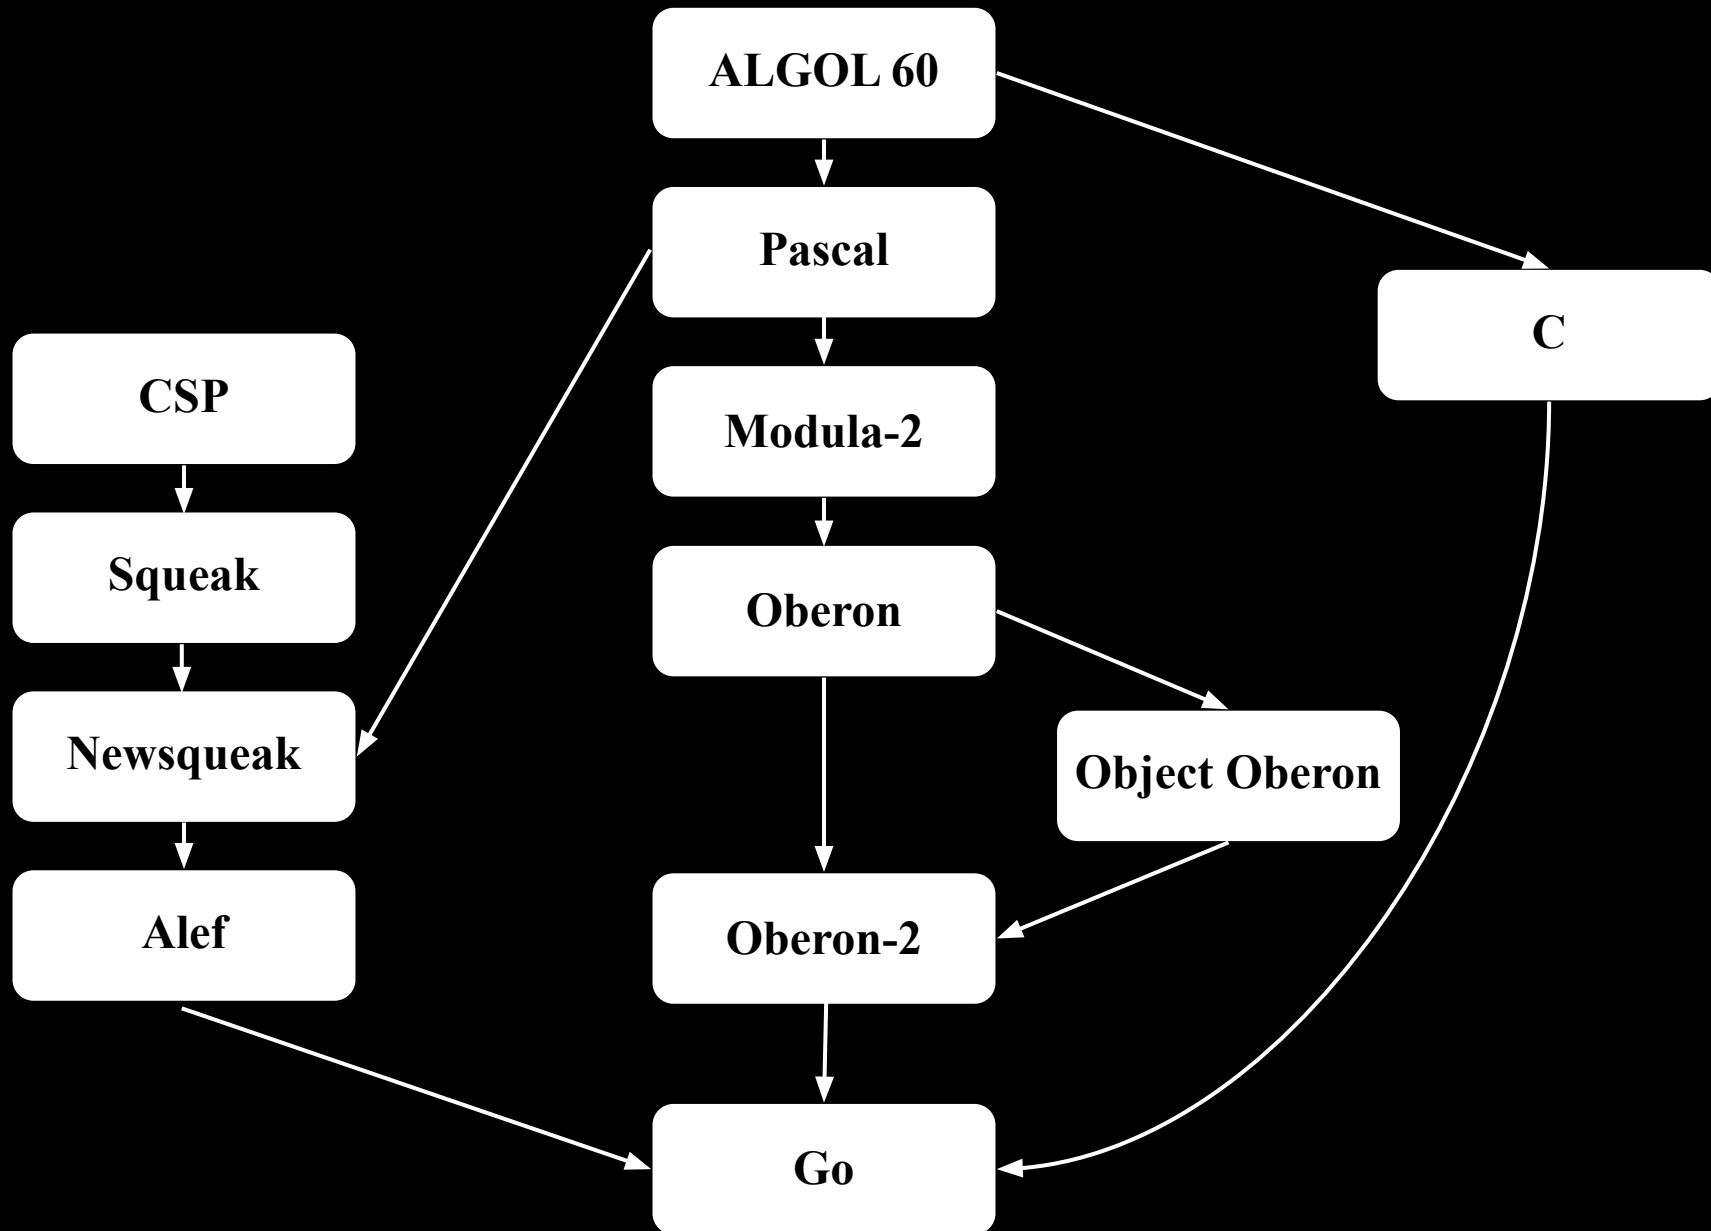 ALGOL 60
Pascal
C
CSP
Modula-2
Squeak
Oberon
Newsqueak
Object Oberon
Alef
Oberon-2
Go